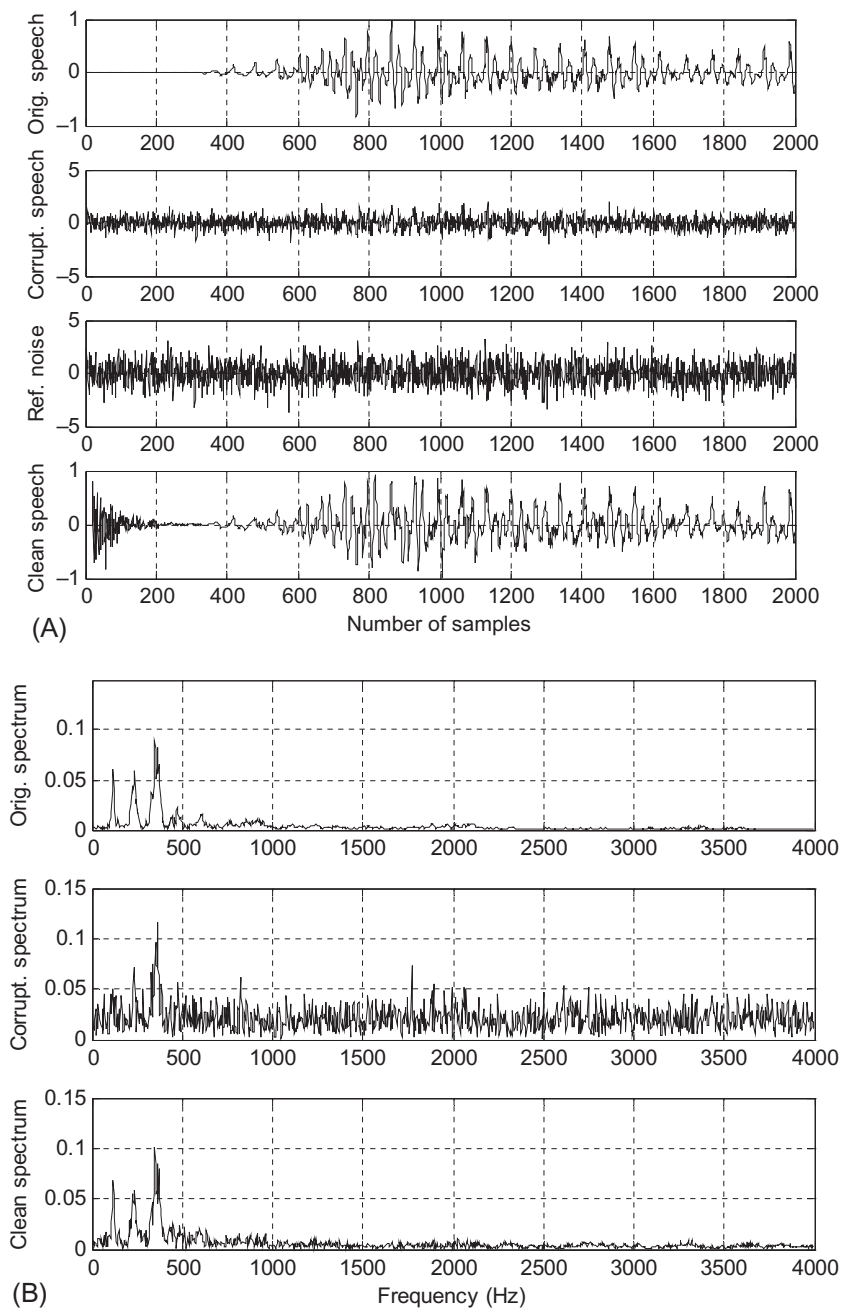 Orig. speech
1
0
–1
0 200 400 600 800 1000 1200 1400 1600 1800 2000
Corrupt. speech
5
0
–5
0 200 400 600 800 1000 1200 1400 1600 1800 2000
Ref. noise
5
0
–5
0 200 400 600 800 1000 1200 1400 1600 1800 2000
Clean speech
1
0
–1
0 200 400 600 800 1000 1200 1400 1600 1800 2000
(A)
Number of samples
Orig. spectrum
0.1
0.05
0
0 500 1000 1500 2000 2500 3000 3500 4000
Corrupt. spectrum
0.15
0.1
0.05
0
0 500 1000 1500 2000 2500 3000 3500 4000
Clean spectrum
0.15
0.1
0.05
0
0 500 1000 1500 2000 2500 3000 3500 4000
(B)
Frequency (Hz)